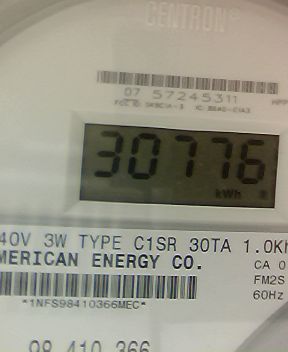 CENTRON®
07 57245311
30776
kWh
40V 3W TYPE C1SR 30TA 1.0Kh
MERICAN ENERGY CO.
CA 0
FM2S
60Hz
*1NFS98410366MEC*
98 410 366